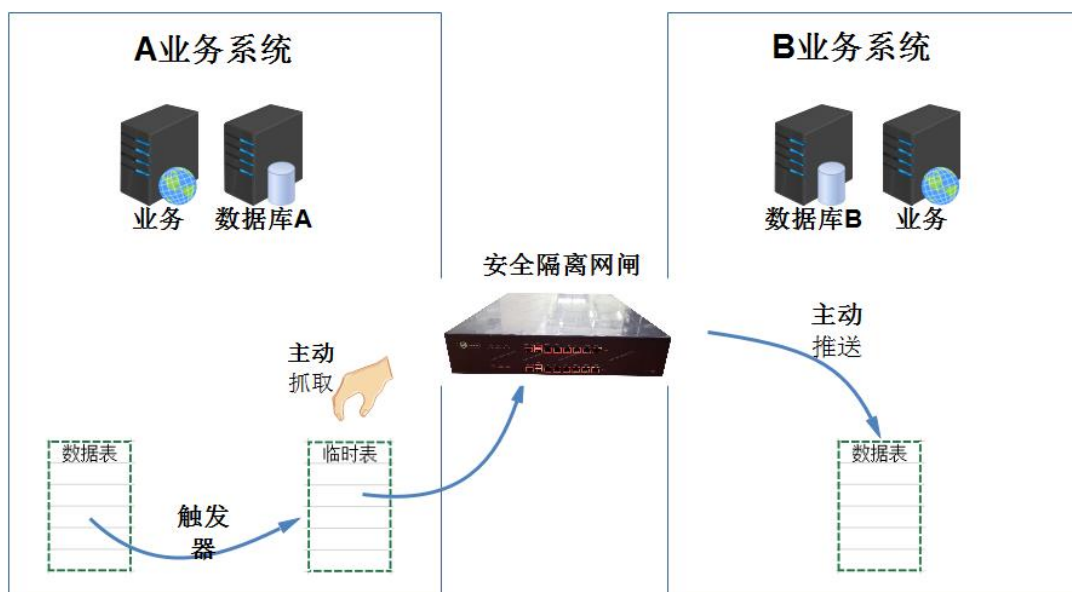 A业务系统
B业务系统
业务
数据库A
数据库B
业务
安全隔离网闸
主动
抓取
主动
推送
数据表
临时表
数据表
触发
器